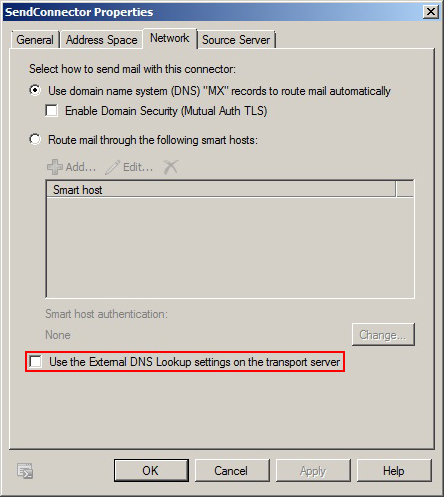 SendConnector Properties
General
Address Space
Network
Source Server
Select how to send mail with this connector:
Use domain name system (DNS) "MX" records to route mail automatically
Enable Domain Security (Mutual Auth TLS)
Route mail through the following smart hosts:
Add... Edit...
Smart host
Smart host authentication:
None
Change...
Use the External DNS Lookup settings on the transport server
OK
Cancel
Apply
Help